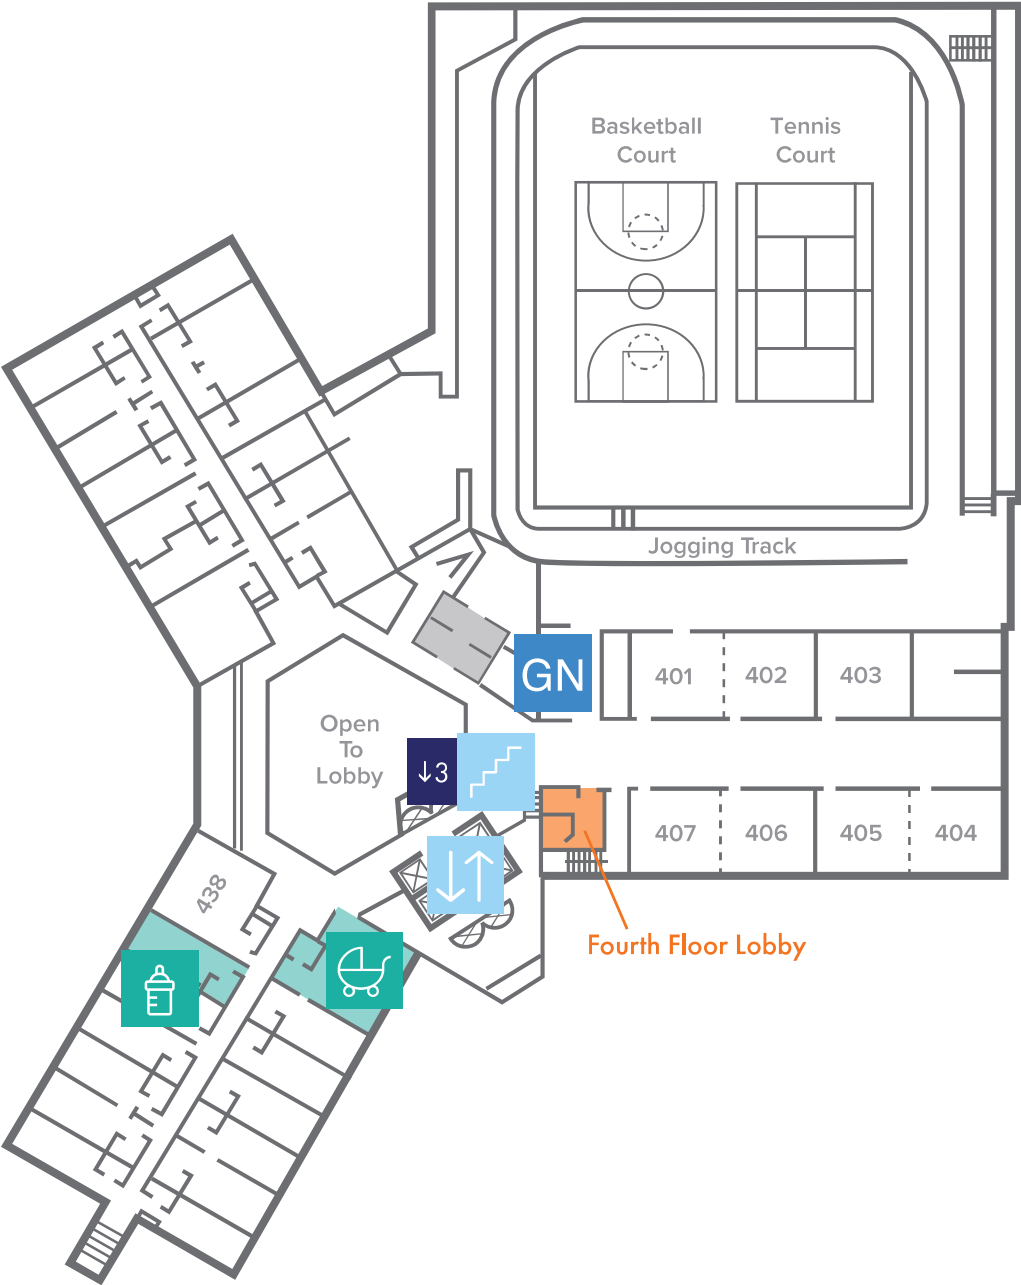 Basketball
Court
Tennis
Court
Jogging Track
GN
401
402
403
Open
To
Lobby
↓3
407
406
405
404
438
Fourth Floor Lobby